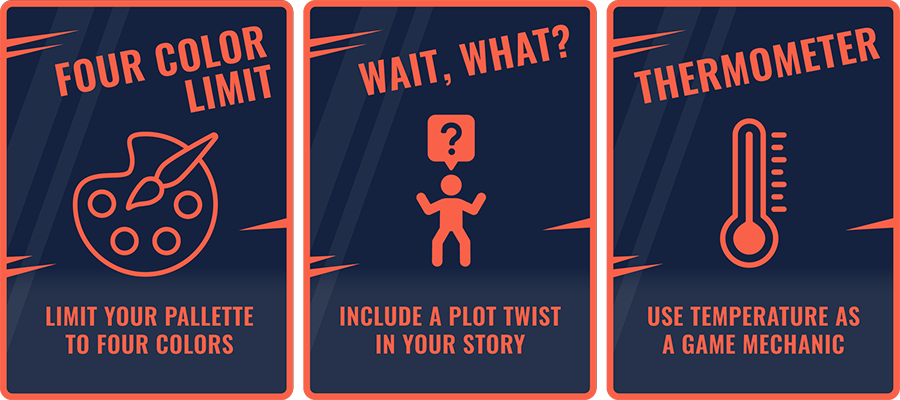 FOUR COLOR
LIMIT
LIMIT YOUR PALLETTE
TO FOUR COLORS
WAIT, WHAT?
?
INCLUDE A PLOT TWIST
IN YOUR STORY
THERMOMETER
USE TEMPERATURE AS
A GAME MECHANIC